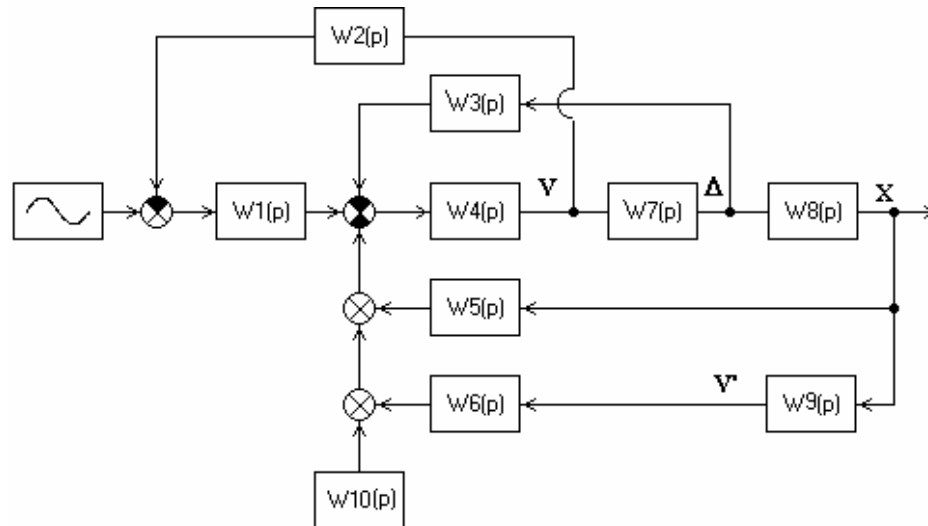 W2(p)
W3(p)
W1(p)
W4(p)
V
W7(p)
Δ
W8(p)
X
W5(p)
W6(p)
V'
W9(p)
W10(p)